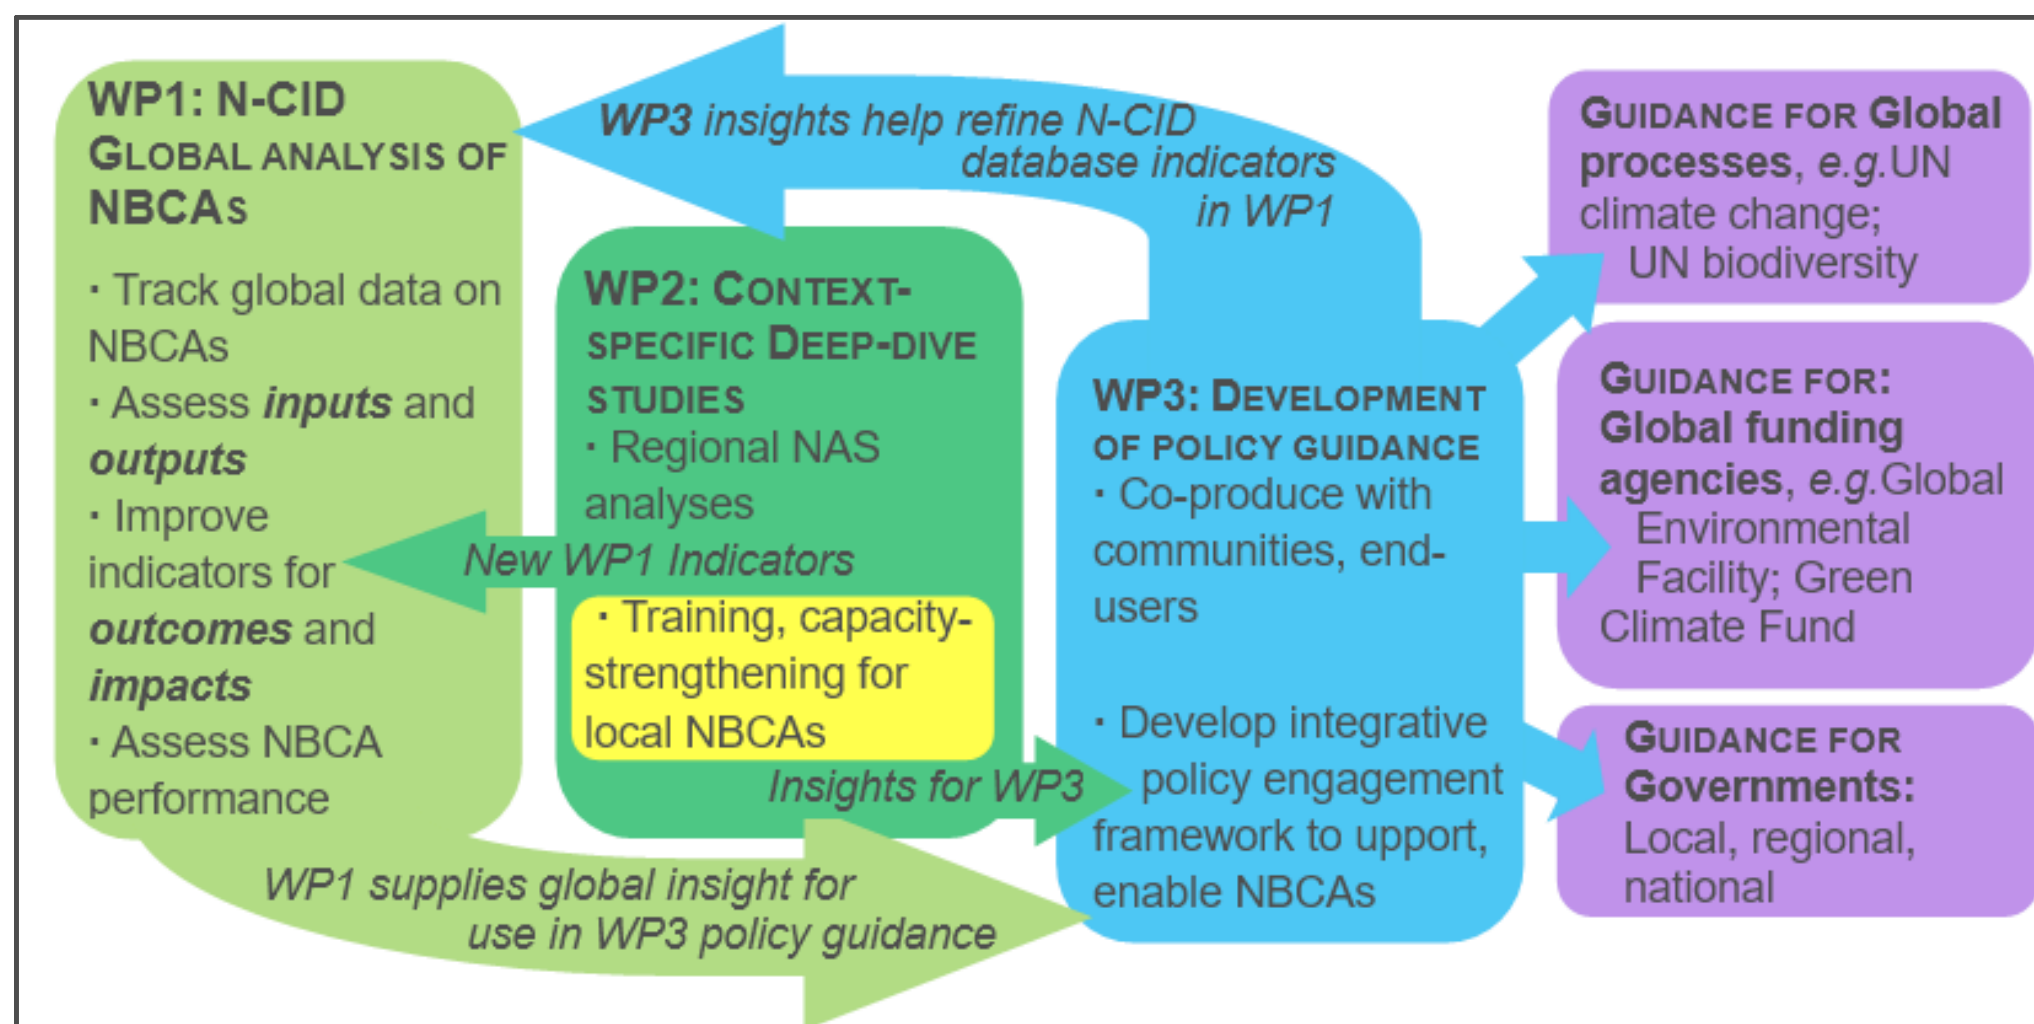 WP1: N-CID
GLOBAL ANALYSIS OF
NBCAS
· Track global data on
NBCAs
· Assess inputs and
outputs
· Improve
indicators for
outcomes and
impacts
· Assess NBCA
performance
WP3 insights help refine N-CID
database indicators
in WP1
WP2: CONTEXT-
SPECIFIC DEEP-DIVE
STUDIES
· Regional NAS
analyses
New WP1 Indicators
· Training, capacity-
strengthening for
local NBCAs
Insights for WP3
WP1 supplies global insight for
use in WP3 policy guidance
WP3: DEVELOPMENT
OF POLICY GUIDANCE
· Co-produce with
communities, end-
users
· Develop integrative
policy engagement
framework to upport,
enable NBCAs
GUIDANCE FOR Global
processes, e.g.UN
climate change;
UN biodiversity
GUIDANCE FOR:
Global funding
agencies, e.g.Global
Environmental
Facility; Green
Climate Fund
GUIDANCE FOR
Governments:
Local, regional,
national